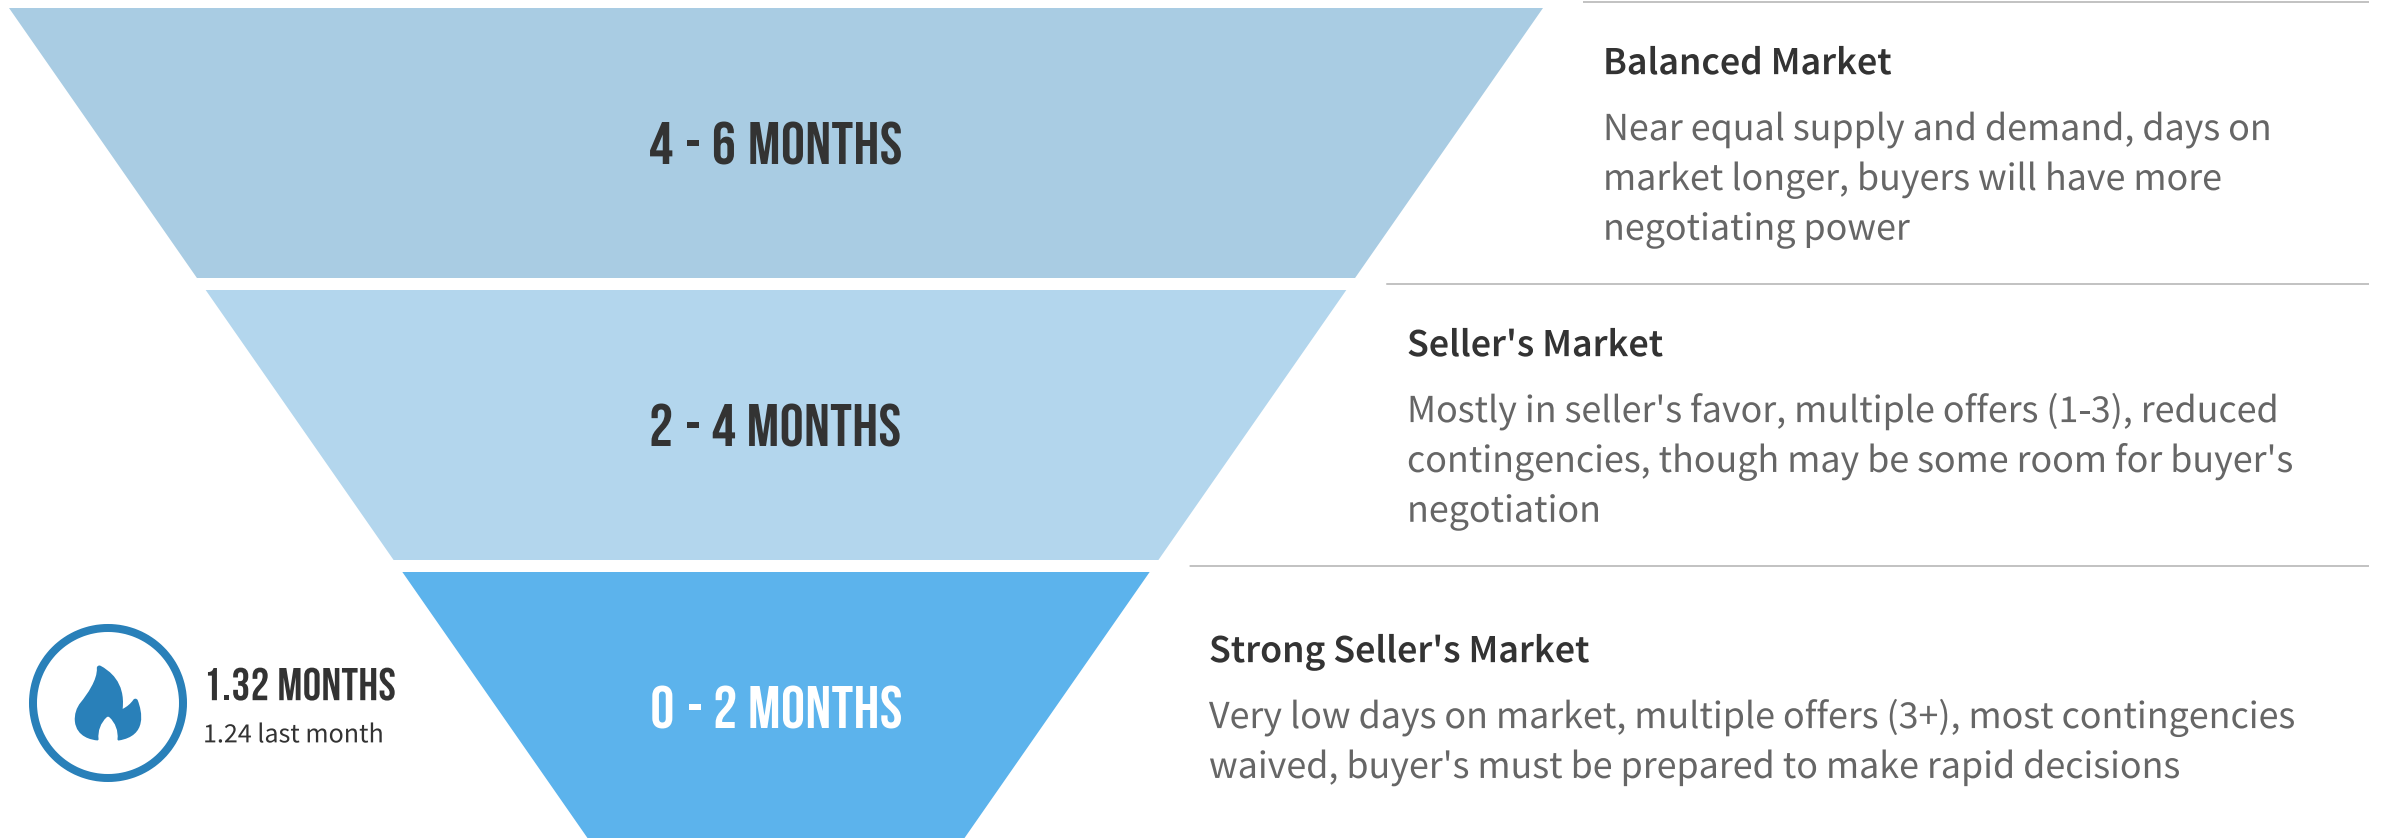 4 - 6 MONTHS
Balanced Market
Near equal supply and demand, days on
market longer, buyers will have more
negotiating power
2 - 4 MONTHS
Seller's Market
Mostly in seller's favor, multiple offers (1-3), reduced
contingencies, though may be some room for buyer's
negotiation
1.32 MONTHS
1.24 last month
0 - 2 MONTHS
Strong Seller's Market
Very low days on market, multiple offers (3+), most contingencies
waived, buyer's must be prepared to make rapid decisions